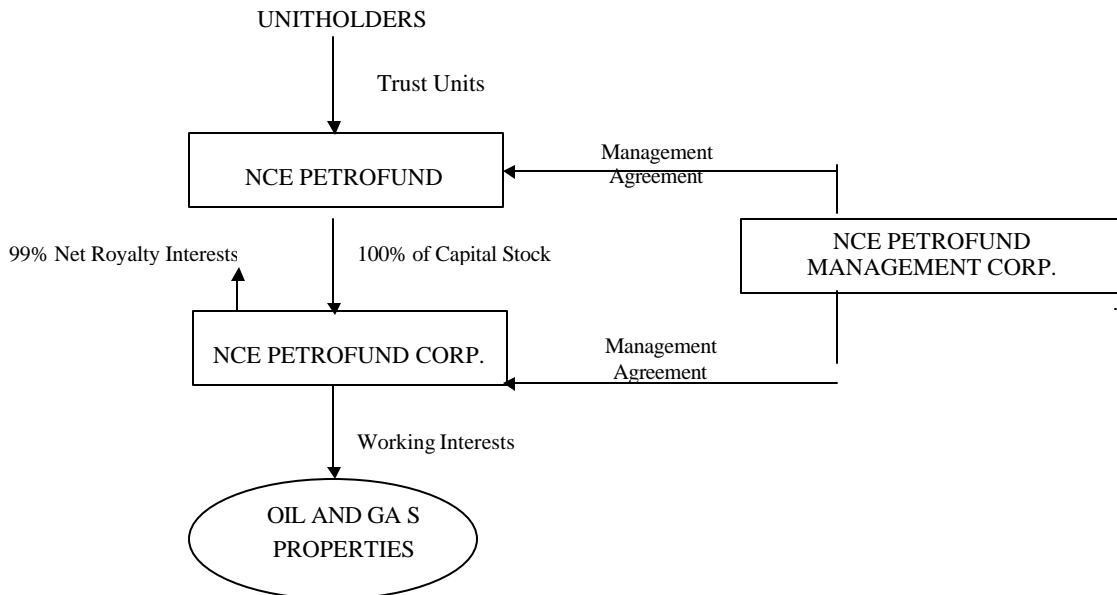 UNITHOLDERS
Trust Units
NCE PETROFUND
Management
Agreement
99% Net Royalty Interests
100% of Capital Stock
NCE PETROFUND
MANAGEMENT CORP.
NCE PETROFUND CORP.
Management
Agreement
Working Interests
OIL AND GA S
PROPERTIES